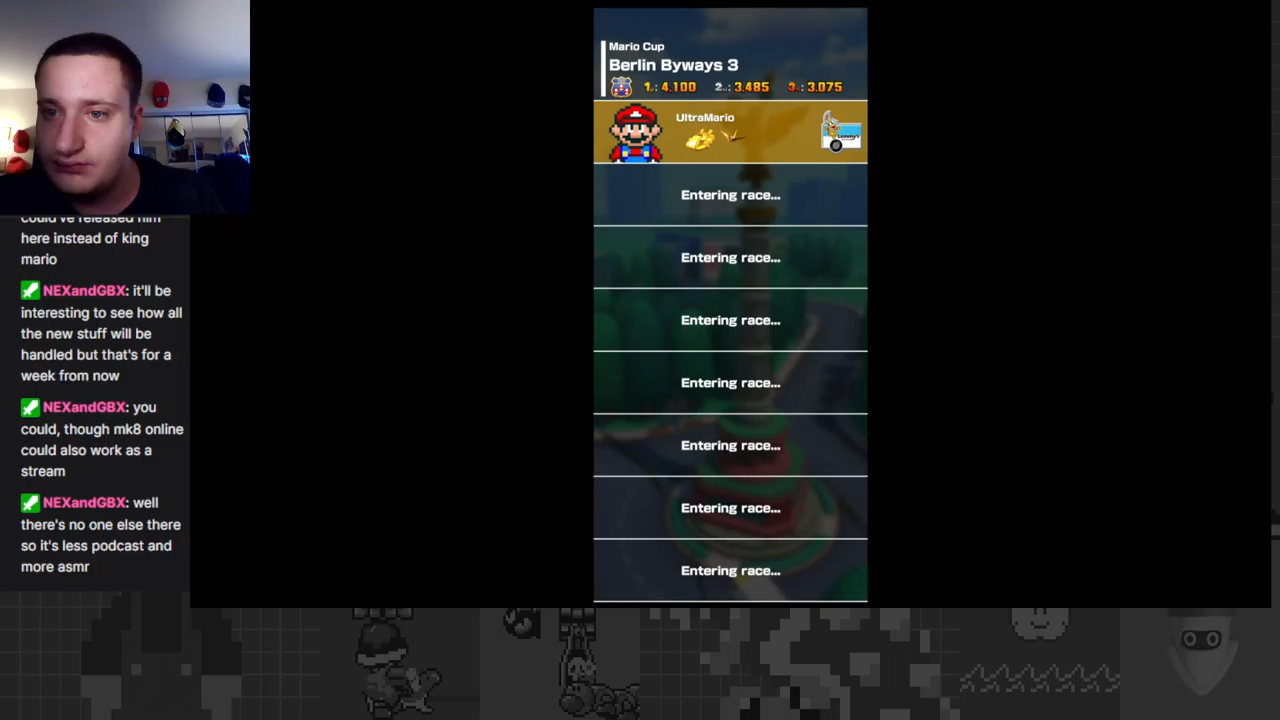 could've released him
here instead of king
mario
NEXandGBX: it'll be
interesting to see how all
the new stuff will be
handled but that's for a
week from now
NEXandGBX: you
could, though mk8 online
could also work as a
stream
NEXandGBX: well
there's no one else there
so it's less podcast and
more asmr
Mario Cup
Berlin Byways 3
1.: 4.100 2.: 3.485 3.: 3.075
UltraMario
Lemmy's
Entering race...
Entering race...
Entering race...
Entering race...
Entering race...
Entering race...
Entering race...